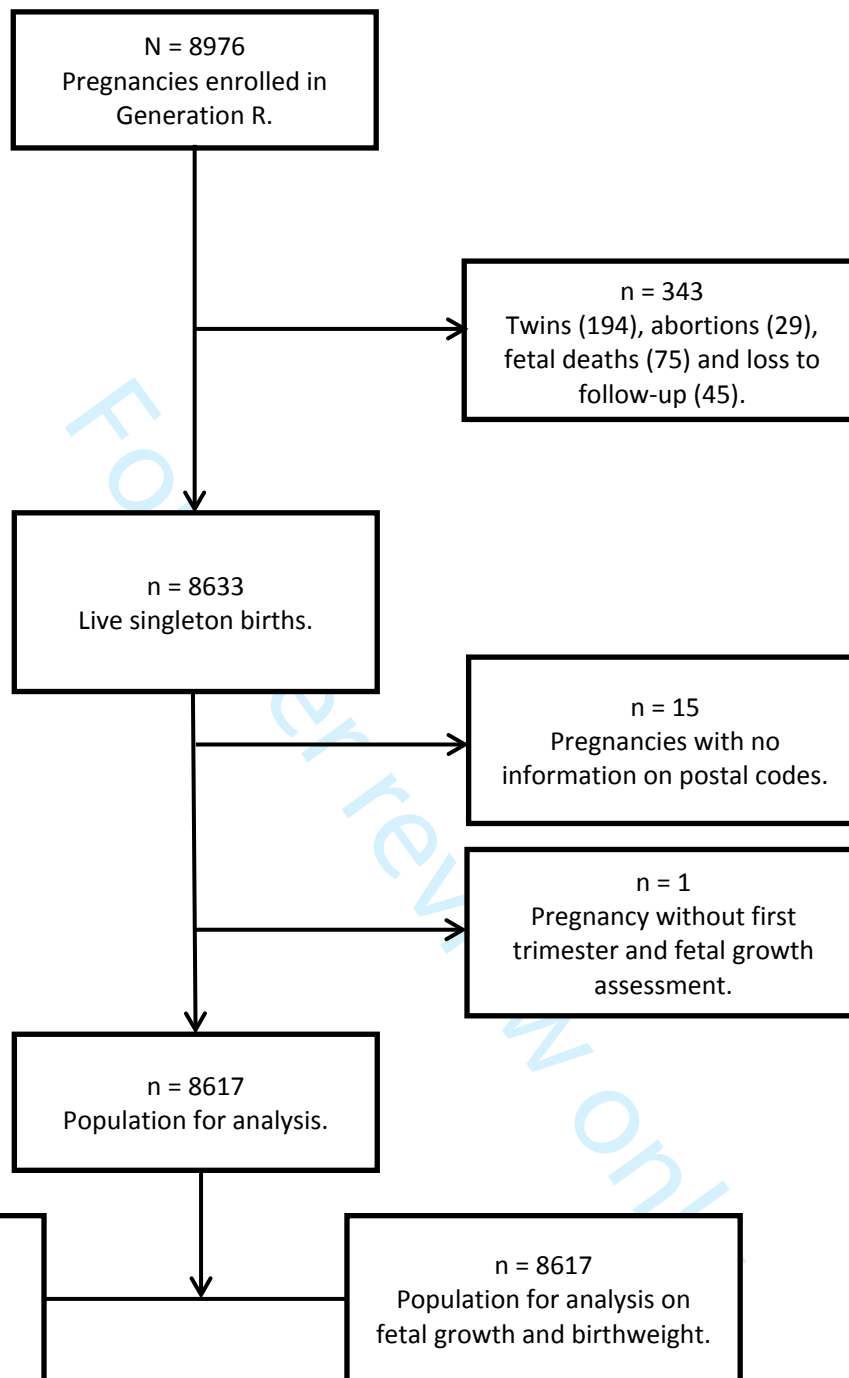 N = 8976
Pregnancies enrolled in
Generation R.
n = 343
Twins (194), abortions (29),
fetal deaths (75) and loss to
follow-up (45).
n = 8633
Live singleton births.
n = 15
Pregnancies with no
information on postal codes.
n = 1
Pregnancy without first
trimester and fetal growth
assessment.
n = 8617
Population for analysis.
n = 8617
Population for analysis on
fetal growth and birthweight.